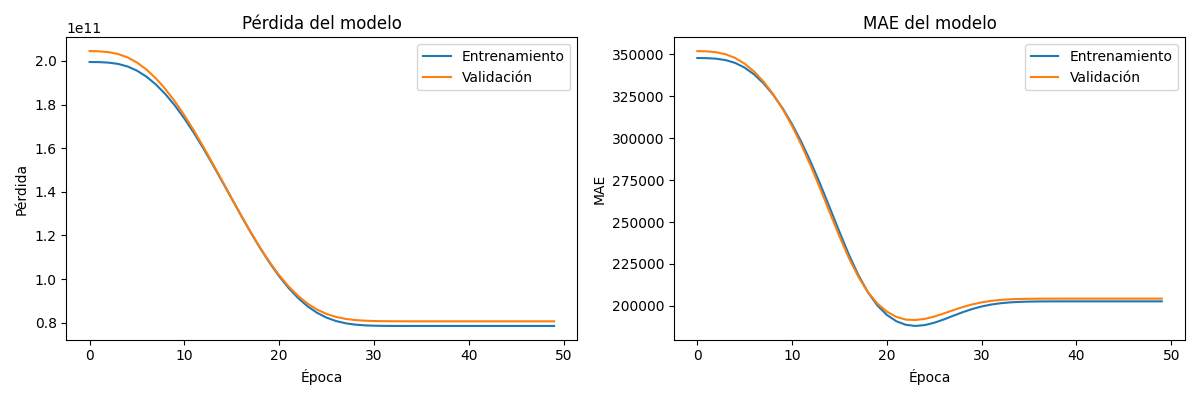 Pérdida del modelo
1e11
2.0
1.8
1.6
1.4
1.2
1.0
0.8
Pérdida
0 10 20 30 40 50
Época
Entrenamiento
Validación
MAE del modelo
350000
325000
300000
275000
250000
225000
200000
MAE
0 10 20 30 40 50
Época
Entrenamiento
Validación